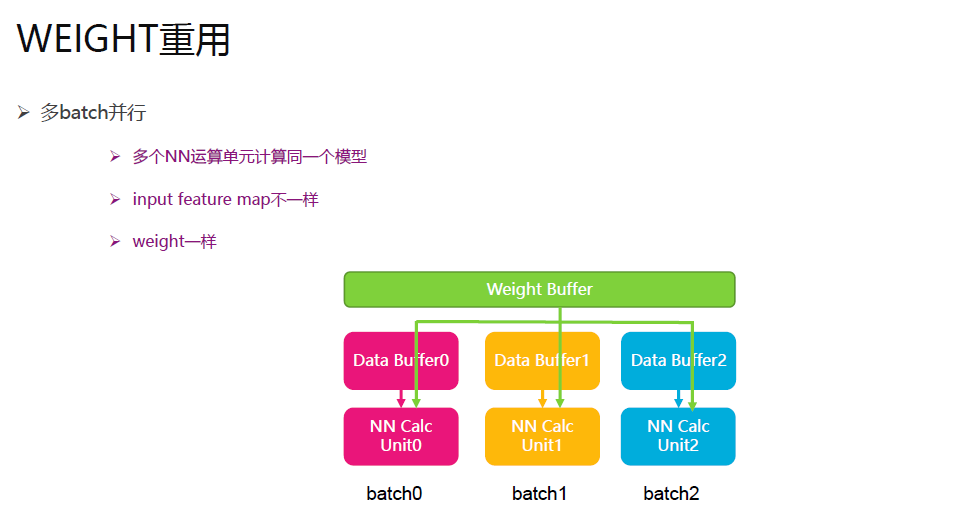 WEIGHT重用
多batch并行
多个NN运算单元计算同一个模型
input feature map不一样
weight一样
Weight Buffer
Data Buffer0
Data Buffer1
Data Buffer2
NN Calc
Unit0
NN Calc
Unit1
NN Calc
Unit2
batch0
batch1
batch2